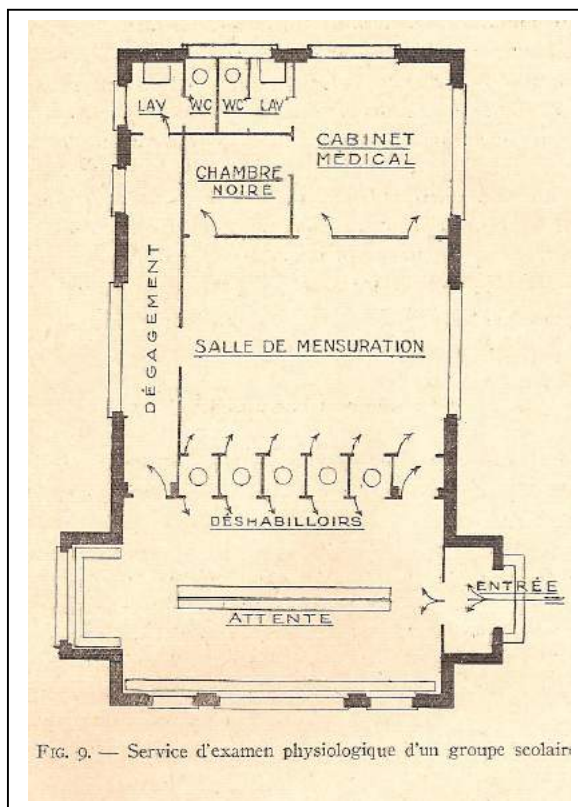 LAV WC WC LAV
CABINET
MÉDICAL
CHAMBRE
NOIRE
DÉGAGEMENT
SALLE DE MENSURATION
DÉSHABILLOIRS
ENTRÉE
ATTENTE
FIG. 9. — Service d'examen physiologique d'un groupe scolaire